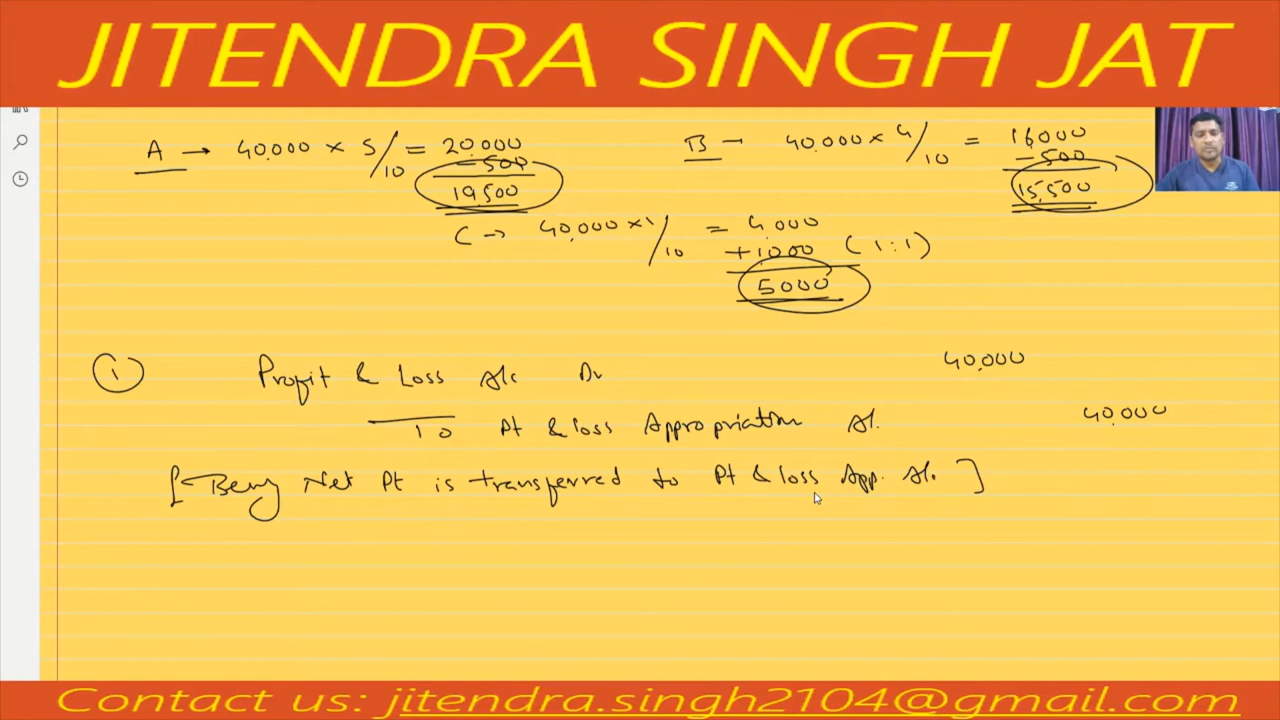 JITENDRA SINGH JAT
A → 40,000 × 5/10 = 20,000
- 500
19,500
B — 40,000 × 4/10 = 16,000
- 500
15,500
C → 40,000 × 1/10 = 4,000
+ 1000 (1:1)
5000
1 Profit & Loss A/c Dr 40,000
To Pt & loss Appropriation A/. 40,000
[Being Net Pt is transferred to Pt & loss App. A/c. ]
Contact us: jitendra.singh2104@gmail.com